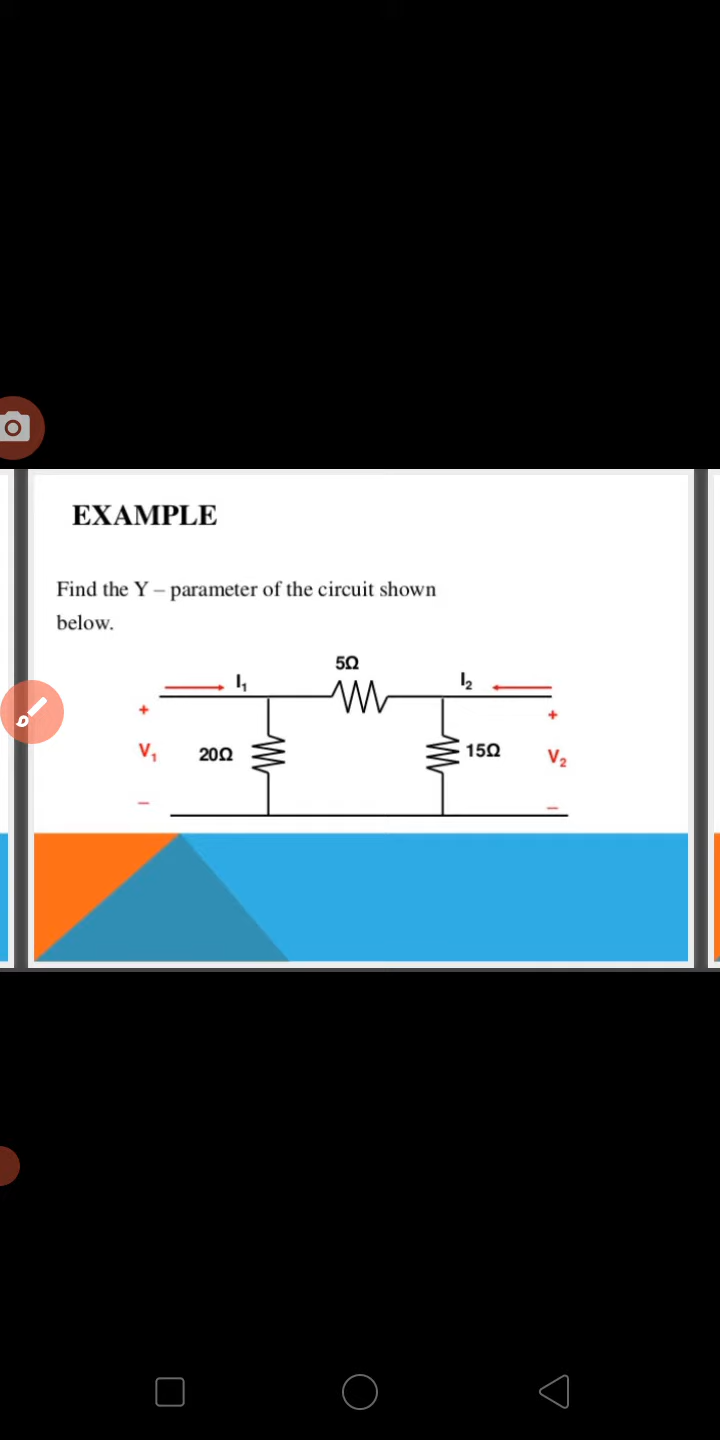 EXAMPLE
Find the Y – parameter of the circuit shown
below.
5Ω
I₁
I₂
+
+
V₁
20Ω
15Ω
V₂
–
–